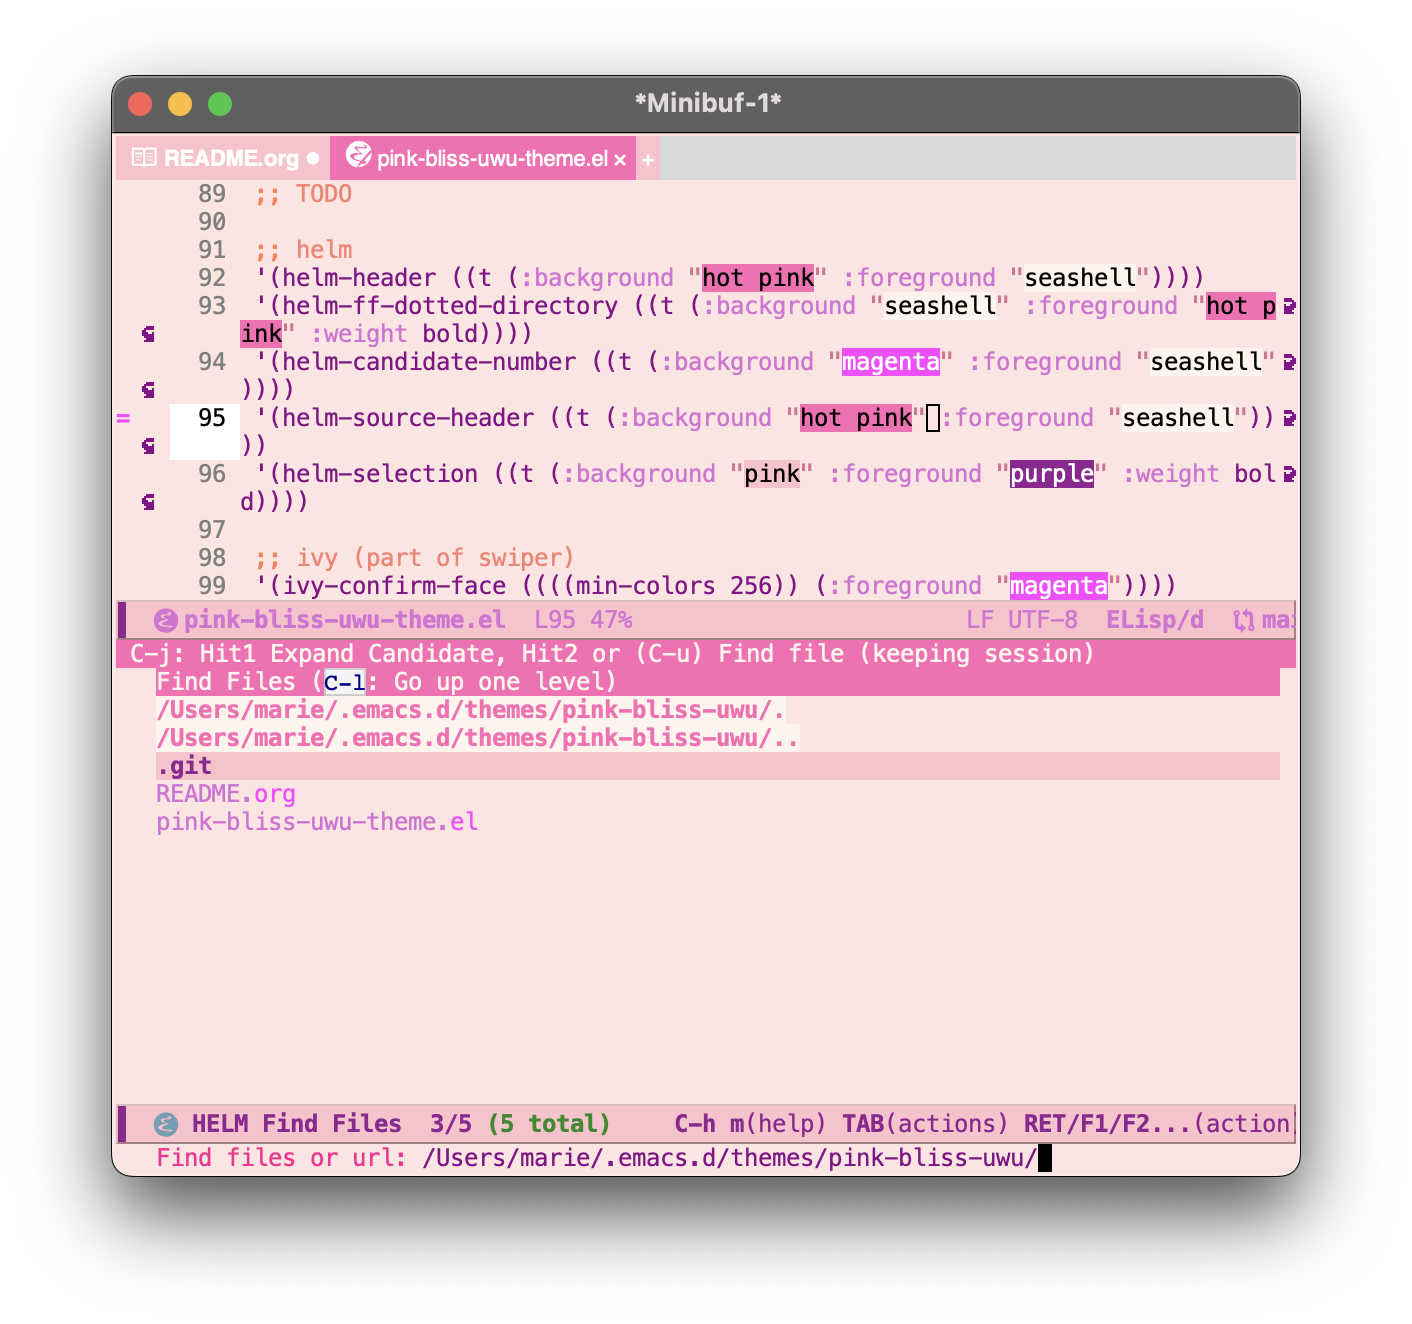 *Minibuf-1*
README.org pink-bliss-uwu-theme.el × +
89 ;; TODO
90
91 ;; helm
92 '(helm-header ((t (:background "hot pink" :foreground "seashell"))))
93 '(helm-ff-dotted-directory ((t (:background "seashell" :foreground "hot p
ink" :weight bold))))
94 '(helm-candidate-number ((t (:background "magenta" :foreground "seashell"
))))
= 95 '(helm-source-header ((t (:background "hot pink" :foreground "seashell"))
))
96 '(helm-selection ((t (:background "pink" :foreground "purple" :weight bol
d))))
97
98 ;; ivy (part of swiper)
99 '(ivy-confirm-face ((((min-colors 256)) (:foreground "magenta"))))
pink-bliss-uwu-theme.el L95 47% LF UTF-8 ELisp/d mai
C-j: Hit1 Expand Candidate, Hit2 or (C-u) Find file (keeping session)
Find Files (C-l: Go up one level)
/Users/marie/.emacs.d/themes/pink-bliss-uwu/.
/Users/marie/.emacs.d/themes/pink-bliss-uwu/..
.git
README.org
pink-bliss-uwu-theme.el
HELM Find Files 3/5 (5 total) C-h m(help) TAB(actions) RET/F1/F2...(action)
Find files or url: /Users/marie/.emacs.d/themes/pink-bliss-uwu/